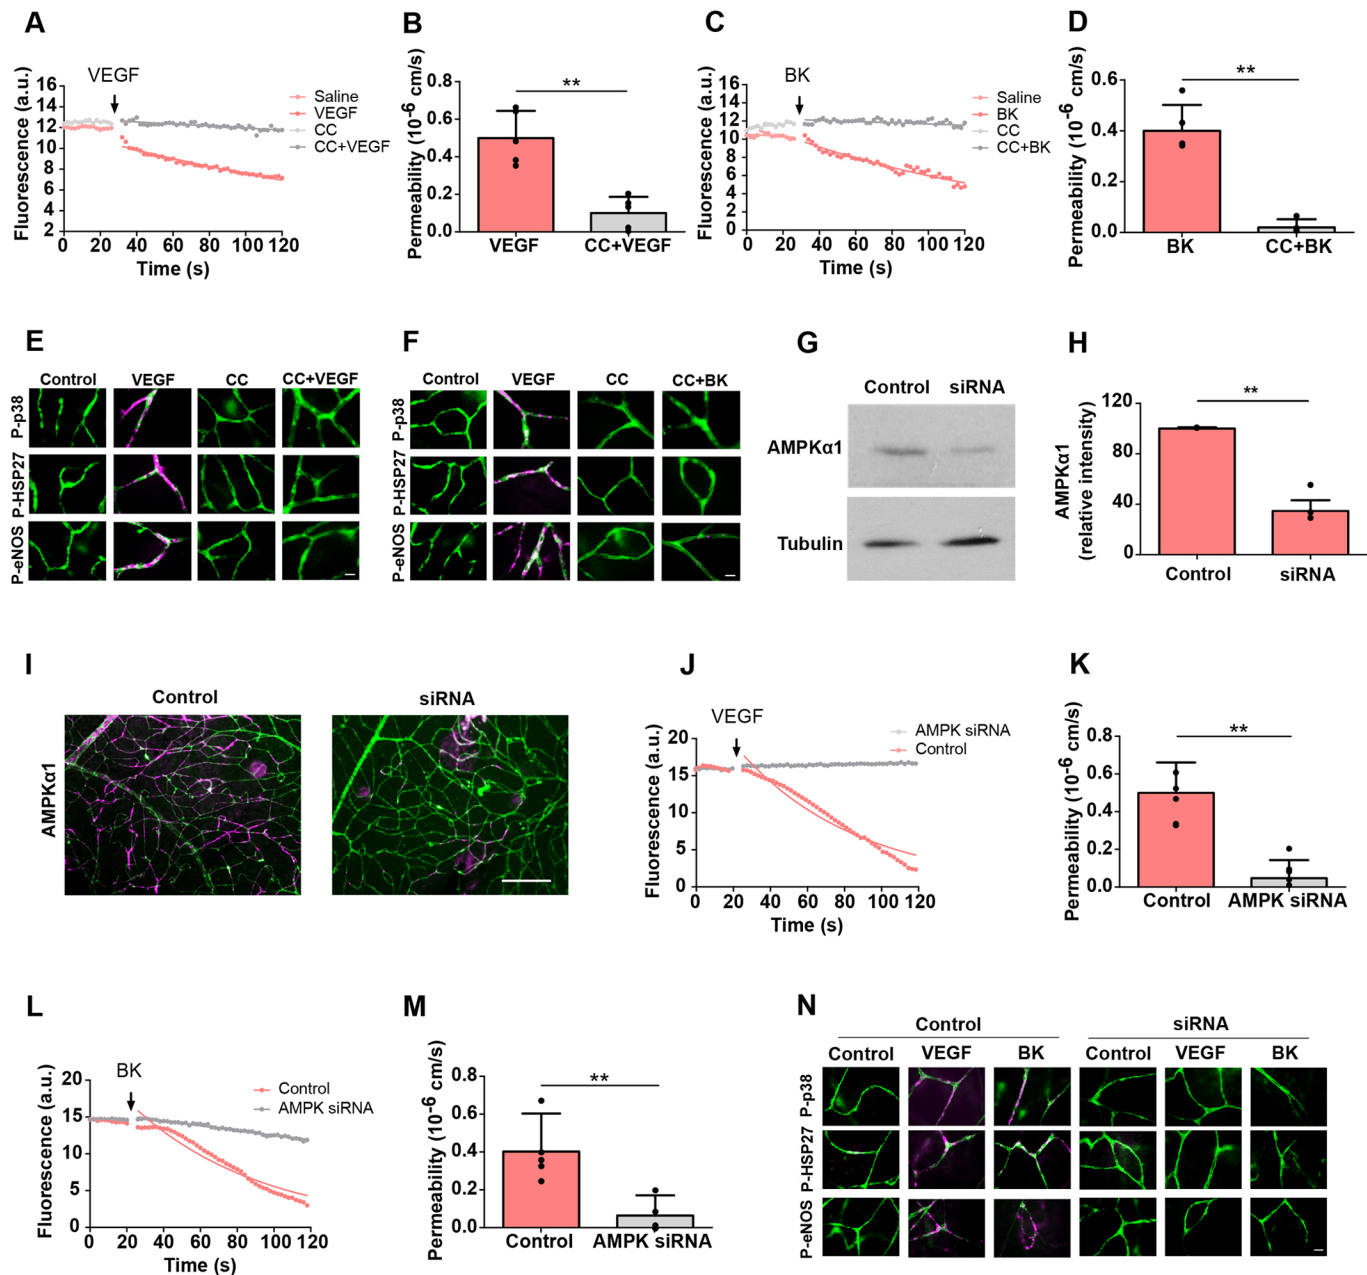 A
VEGF
Fluorescence (a.u.)
16
14
12
10
8
6
4
2
0 20 40 60 80 100 120
Time (s)
Saline
VEGF
CC
CC+VEGF
B
Permeability (10-6 cm/s)
0.8
0.6
0.4
0.2
0.0
**
VEGF CC+VEGF
C
BK
Fluorescence (a.u.)
16
14
12
10
8
6
4
2
0
0 20 40 60 80 100 120
Time (s)
Saline
BK
CC
CC+BK
D
Permeability (10-6 cm/s)
0.6
0.4
0.2
0.0
**
BK CC+BK
E
Control VEGF CC CC+VEGF
P-p38
P-HSP27
P-eNOS
F
Control VEGF CC CC+BK
P-p38
P-HSP27
P-eNOS
G
Control siRNA
AMPKα1
Tubulin
H
AMPKα1
(relative intensity)
120
80
40
0
**
Control siRNA
I
Control siRNA
AMPKα1
J
VEGF
Fluorescence (a.u.)
20
15
10
5
0
0 20 40 60 80 100 120
Time (s)
AMPK siRNA
Control
K
Permeability (10-6 cm/s)
0.8
0.6
0.4
0.2
0.0
**
Control AMPK siRNA
L
BK
Fluorescence (a.u.)
20
15
10
5
0
0 20 40 60 80 100 120
Time (s)
Control
AMPK siRNA
M
Permeability (10-6 cm/s)
0.8
0.6
0.4
0.2
0.0
**
Control AMPK siRNA
N
Control siRNA
Control VEGF BK Control VEGF BK
P-p38
P-HSP27
P-eNOS